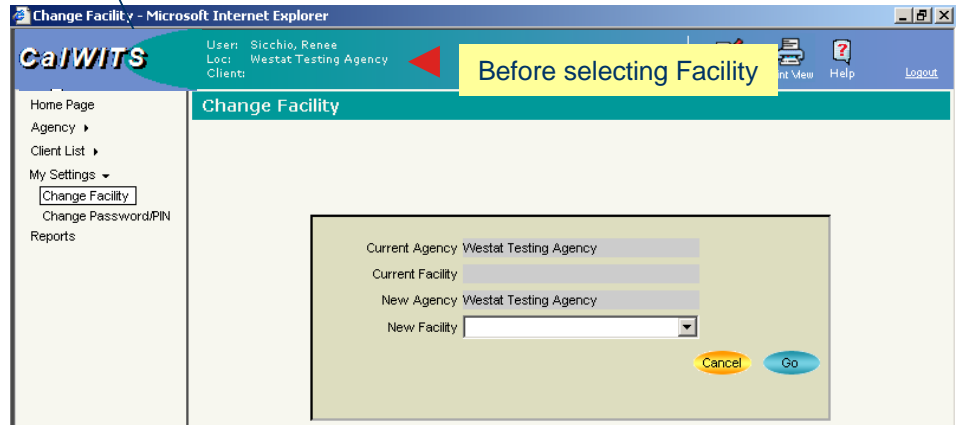 Change Facility - Microsoft Internet Explorer
CalWITS
User: Sicchio, Renee
Loc: Westat Testing Agency
Client:
Before selecting Facility
View
Help
Logout
Home Page
Agency
Client List
My Settings
Change Facility
Change Password/PIN
Reports
Change Facility
Current Agency Westat Testing Agency
Current Facility
New Agency Westat Testing Agency
New Facility
Cancel Go